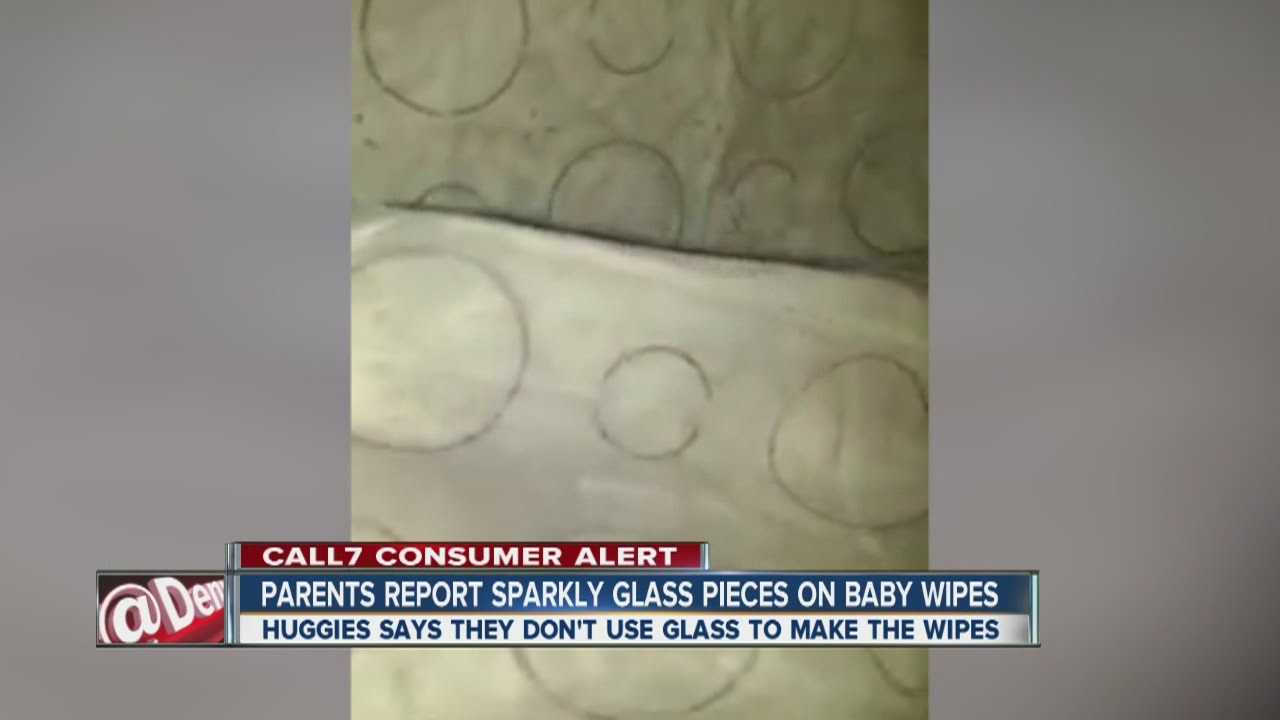 CALL7 CONSUMER ALERT
@Den
PARENTS REPORT SPARKLY GLASS PIECES ON BABY WIPES
HUGGIES SAYS THEY DON'T USE GLASS TO MAKE THE WIPES